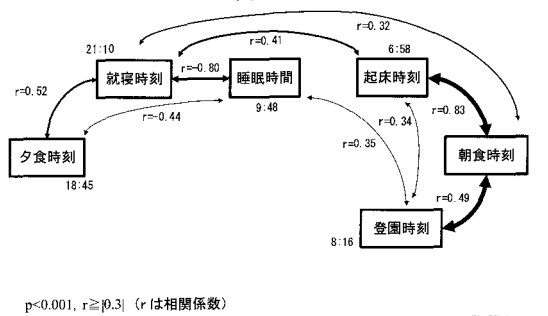 r=0.32
21:10
r=0.41
6:58
就寝時刻
r=-0.80
睡眠時間
起床時刻
r=0.52
9:48
r=0.83
r=-0.44
r=0.34
夕食時刻
r=0.35
朝食時刻
18:45
r=0.49
登園時刻
8:16
p<0.001, r≧|0.3| (r は相関係数)